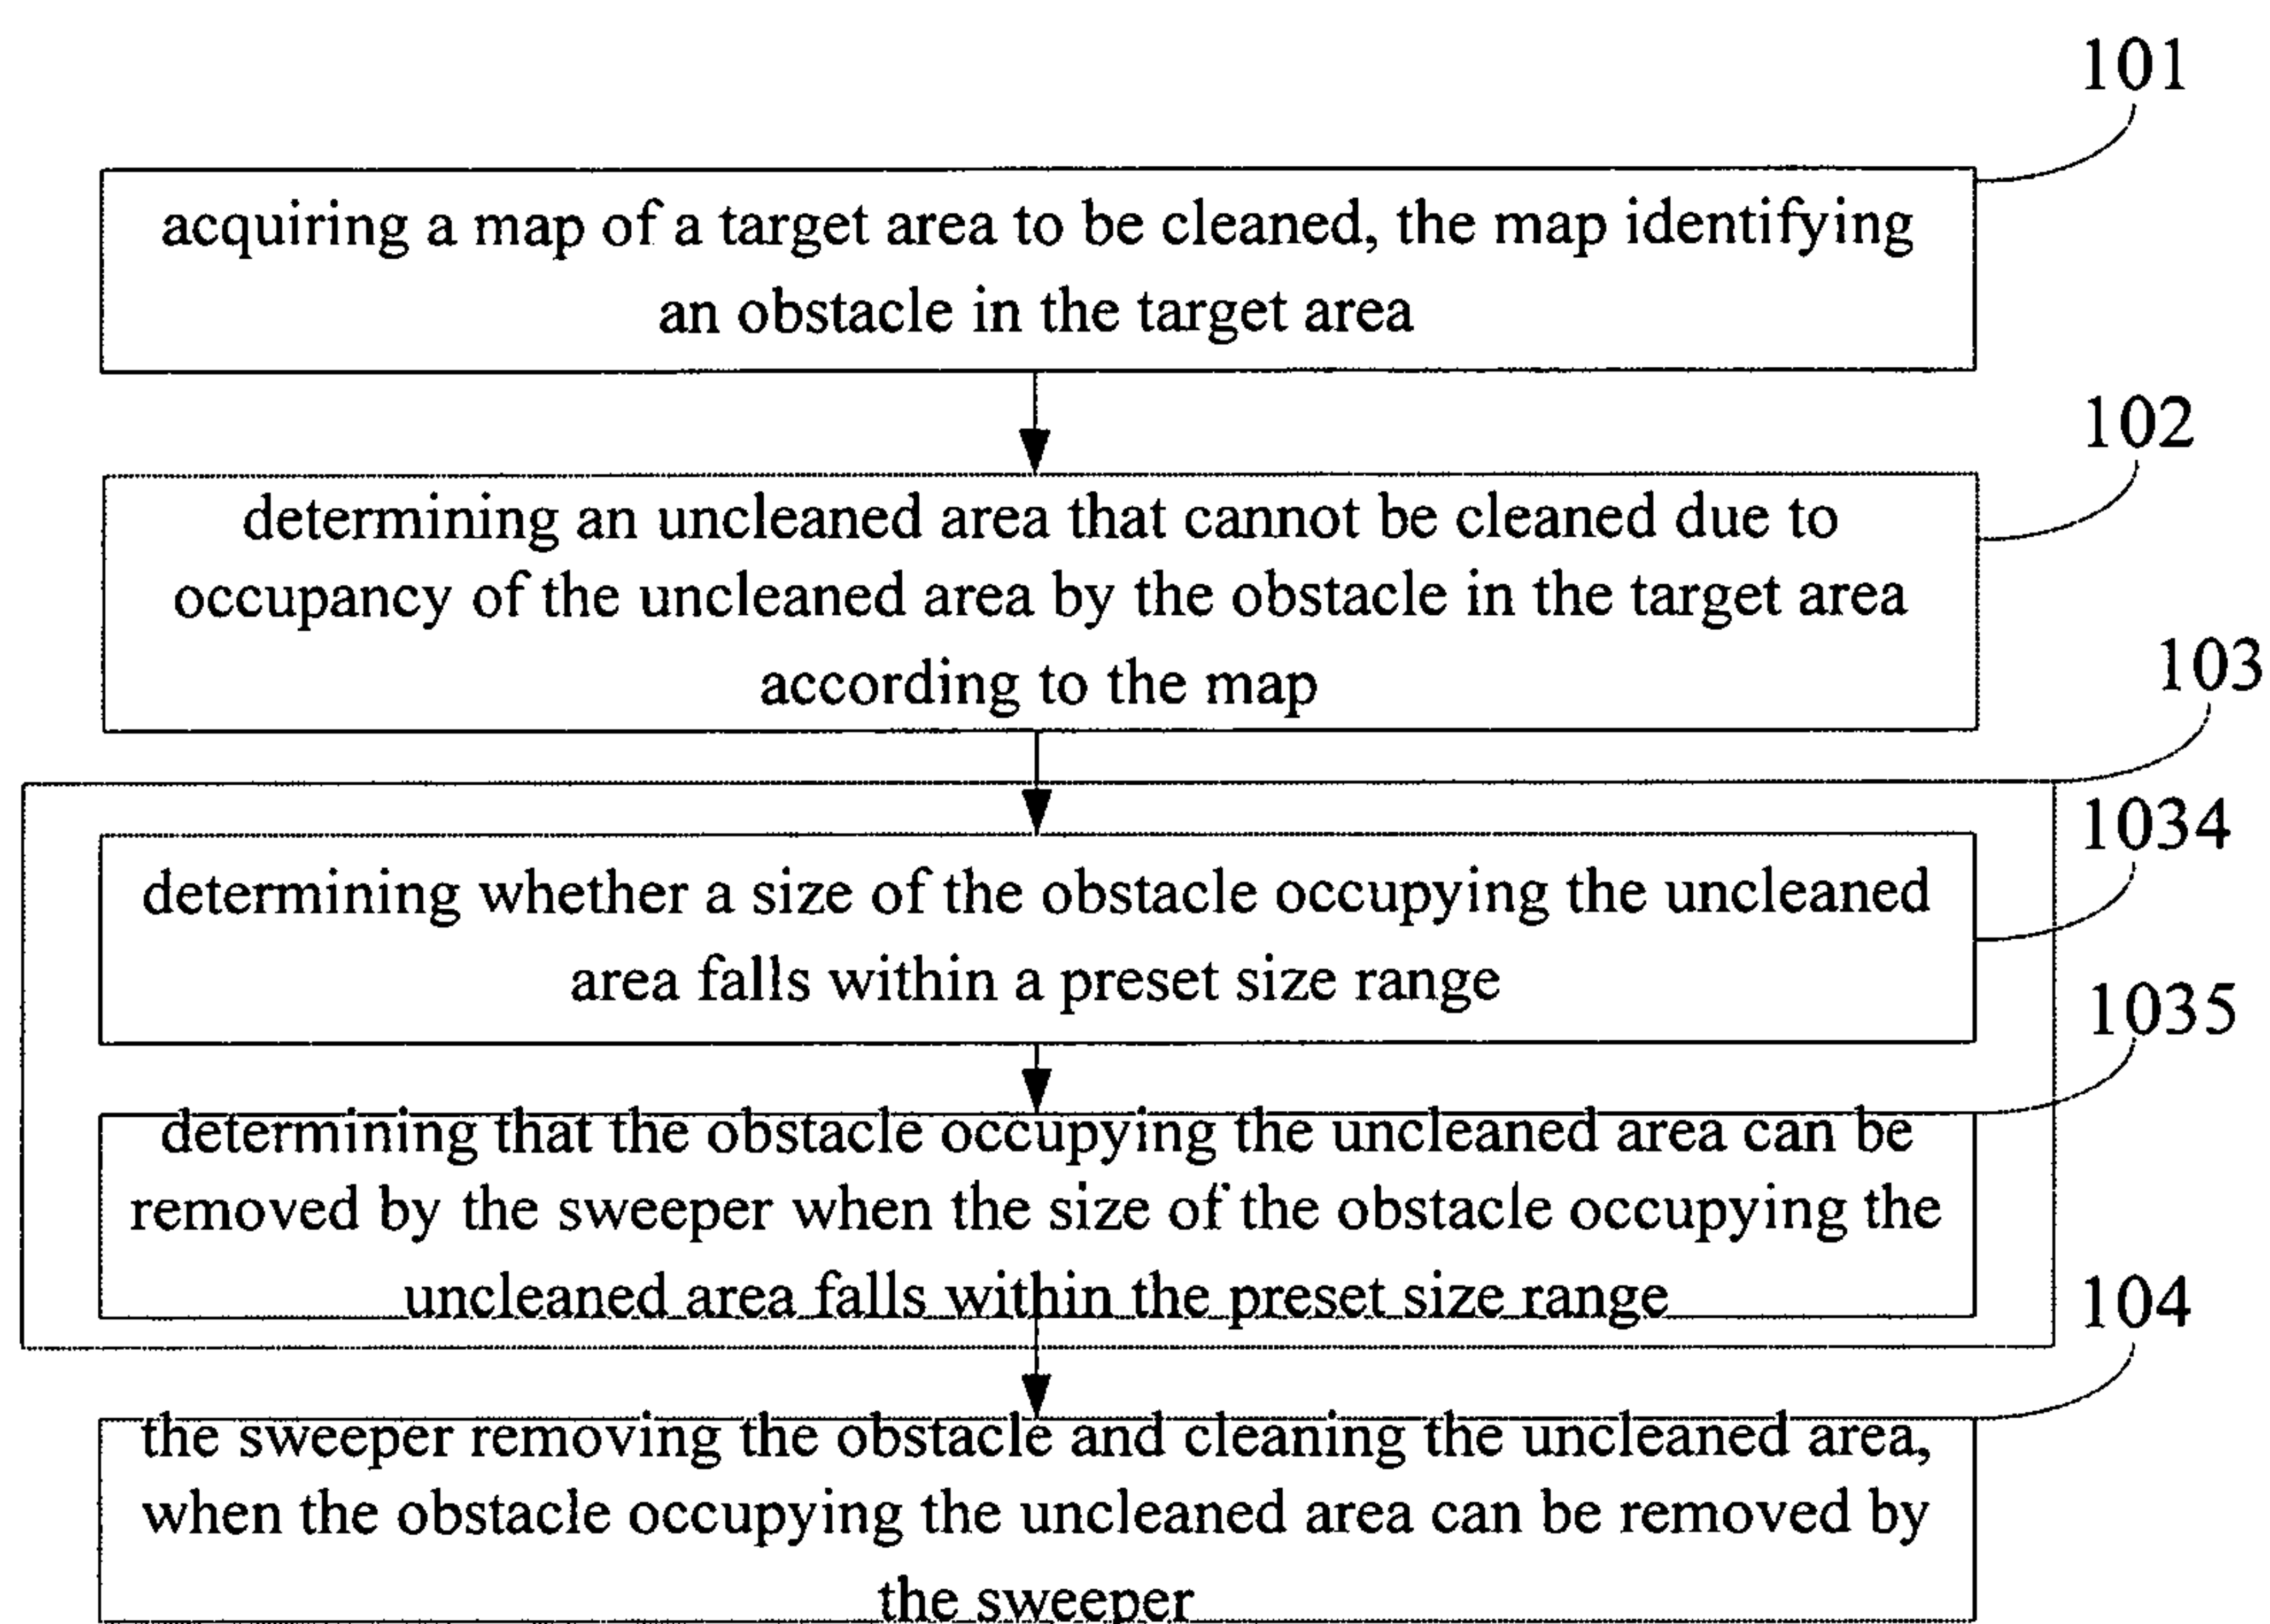 101
acquiring a map of a target area to be cleaned, the map identifying
an obstacle in the target area
102
determining an uncleaned area that cannot be cleaned due to
occupancy of the uncleaned area by the obstacle in the target area
according to the map
103
1034
determining whether a size of the obstacle occupying the uncleaned
area falls within a preset size range
1035
determining that the obstacle occupying the uncleaned area can be
removed by the sweeper when the size of the obstacle occupying the
uncleaned area falls within the preset size range
104
the sweeper removing the obstacle and cleaning the uncleaned area,
when the obstacle occupying the uncleaned area can be removed by
the sweeper